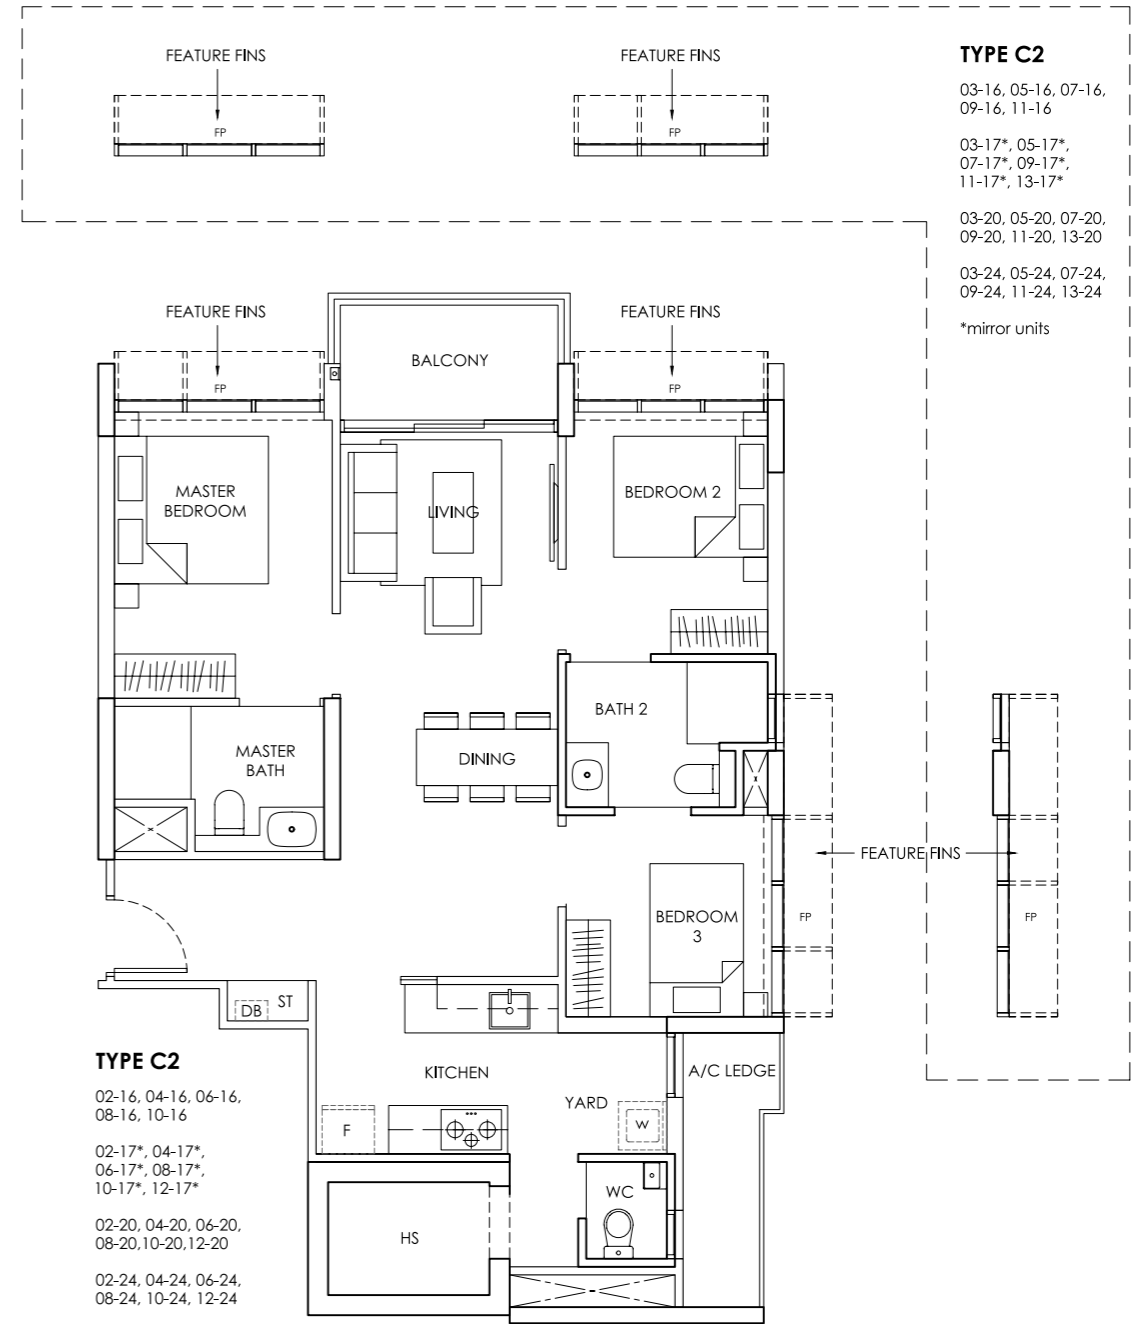 FEATURE FINS
FEATURE FINS
TYPE C2
03-16, 05-16, 07-16,
09-16, 11-16
03-17*, 05-17*,
07-17*, 09-17*,
11-17*, 13-17*
03-20, 05-20, 07-20,
09-20, 11-20, 13-20
03-24, 05-24, 07-24,
09-24, 11-24, 13-24
*mirror units
FP
FP
FEATURE FINS
FEATURE FINS
BALCONY
FP
FP
MASTER
BEDROOM
LIVING
BEDROOM 2
BATH 2
MASTER
BATH
DINING
FEATURE FINS
BEDROOM
3
FP
FP
ST
DB
KITCHEN
A/C LEDGE
YARD
F
W
WC
HS
TYPE C2
02-16, 04-16, 06-16,
08-16, 10-16
02-17*, 04-17*,
06-17*, 08-17*,
10-17*, 12-17*
02-20, 04-20, 06-20,
08-20,10-20,12-20
02-24, 04-24, 06-24,
08-24, 10-24, 12-24